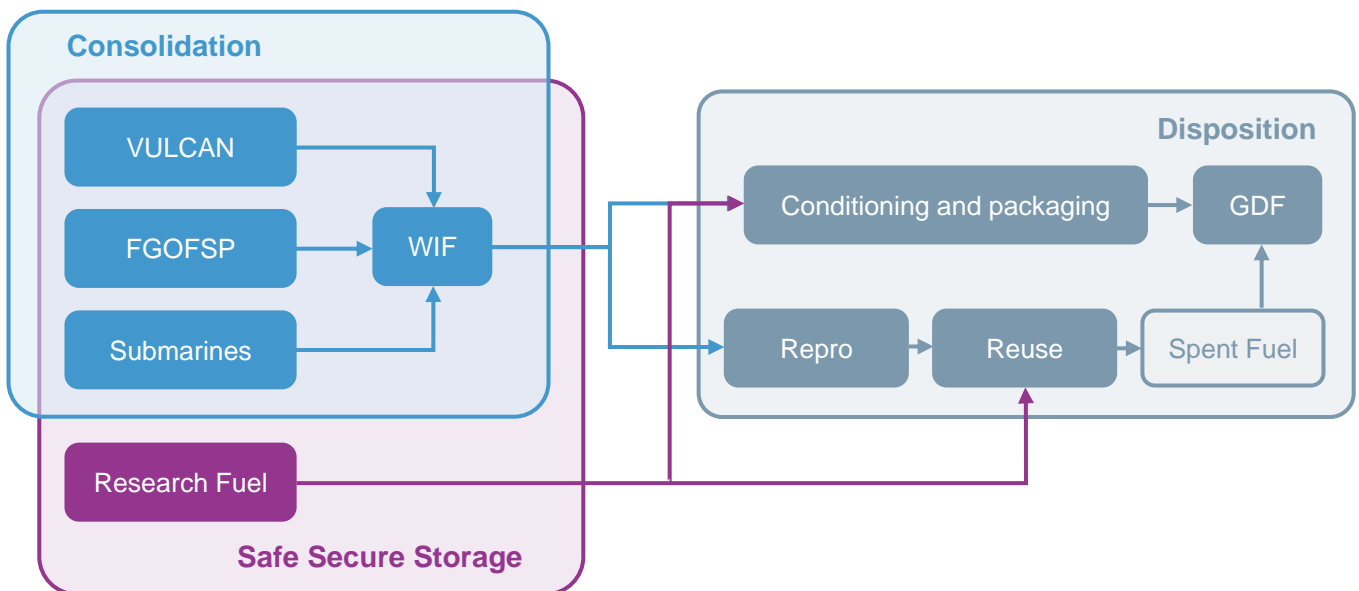 Consolidation
VULCAN
FGOFSP
WIF
Submarines
Research Fuel
Safe Secure Storage
Disposition
Conditioning and packaging
GDF
Repro
Reuse
Spent Fuel